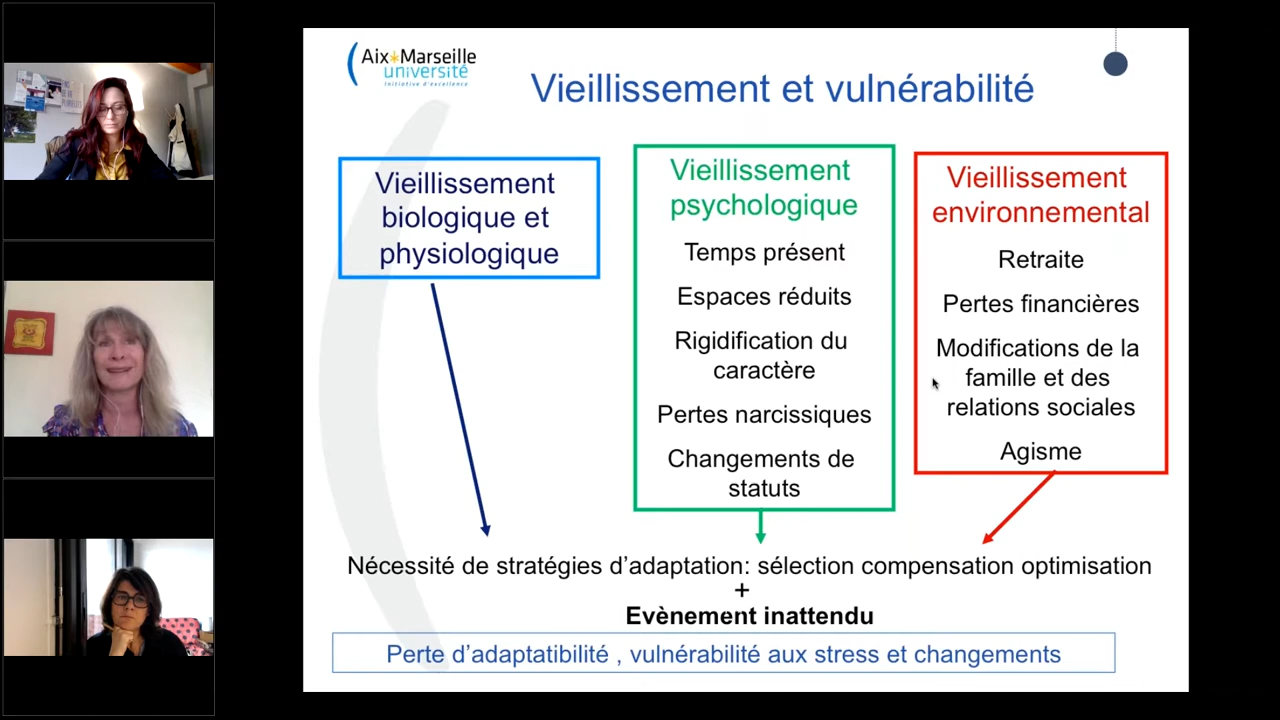 Aix*Marseille
université
Initiative d'excellence
Vieillissement et vulnérabilité
Vieillissement
biologique et
physiologique
Vieillissement
psychologique
Temps présent
Espaces réduits
Rigidification du
caractère
Pertes narcissiques
Changements de
statuts
Vieillissement
environnemental
Retraite
Pertes financières
Modifications de la
famille et des
relations sociales
Agisme
Nécessité de stratégies d’adaptation: sélection compensation optimisation
+
Evènement inattendu
Perte d’adaptatibilité , vulnérabilité aux stress et changements